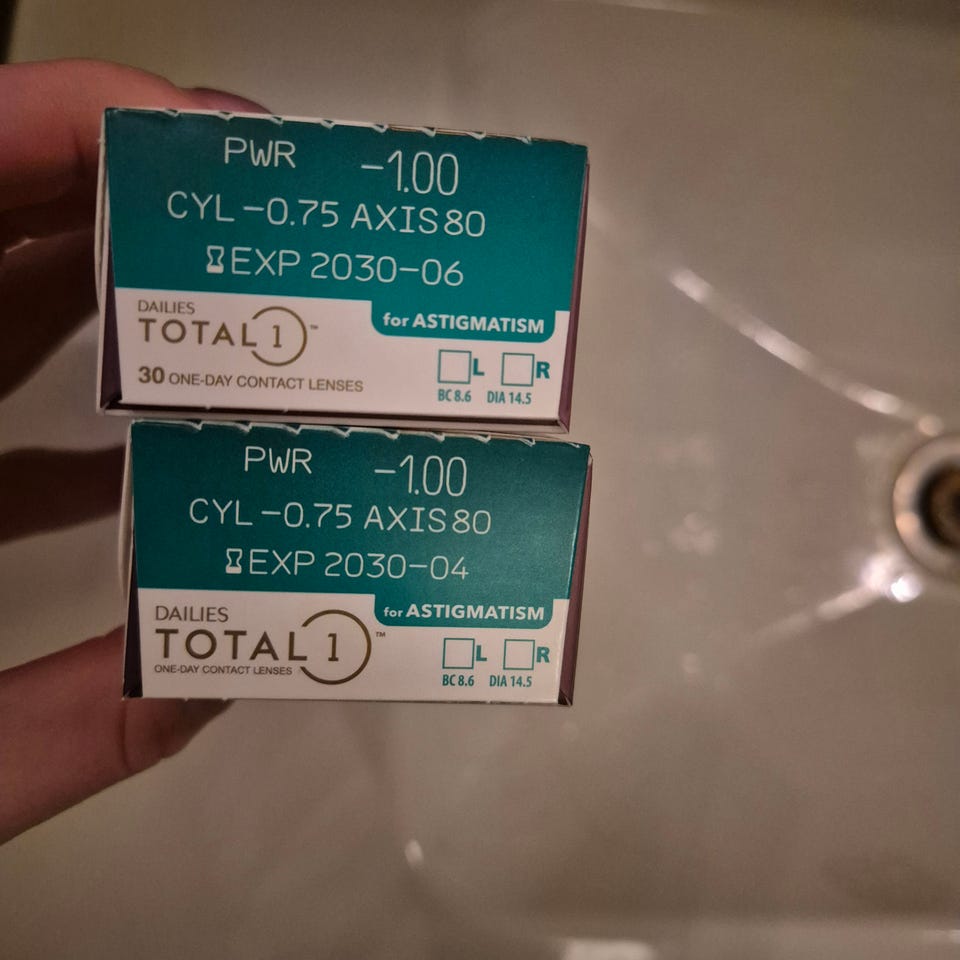 PWR -1.00
CYL -0.75 AXIS 80
EXP 2030-06
DAILIES
TOTAL 1™
for ASTIGMATISM
30 ONE-DAY CONTACT LENSES
L R
BC 8.6 DIA 14.5
PWR -1.00
CYL -0.75 AXIS 80
EXP 2030-04
DAILIES
TOTAL 1™
ONE-DAY CONTACT LENSES
for ASTIGMATISM
L R
BC 8.6 DIA 14.5